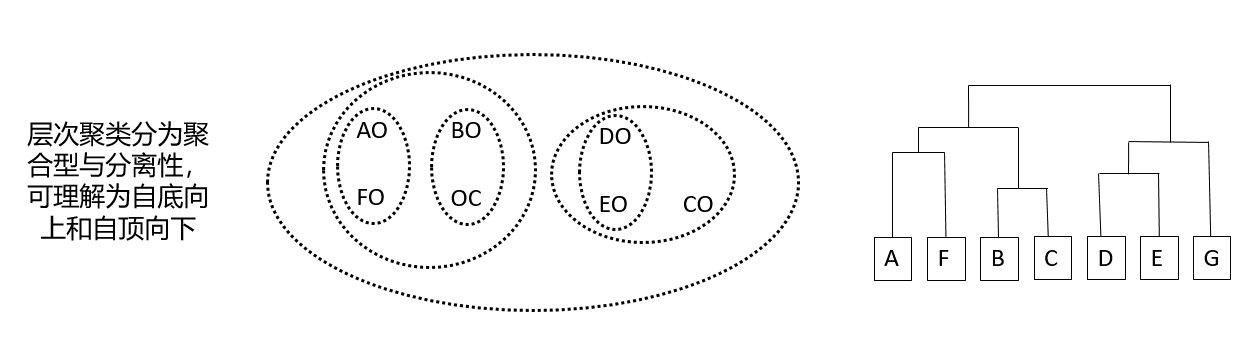 层次聚类分为聚
合型与分离性，
可理解为自底向
上和自顶向下
AO BO
FO OC
DO
EO CO
A F B C D E G